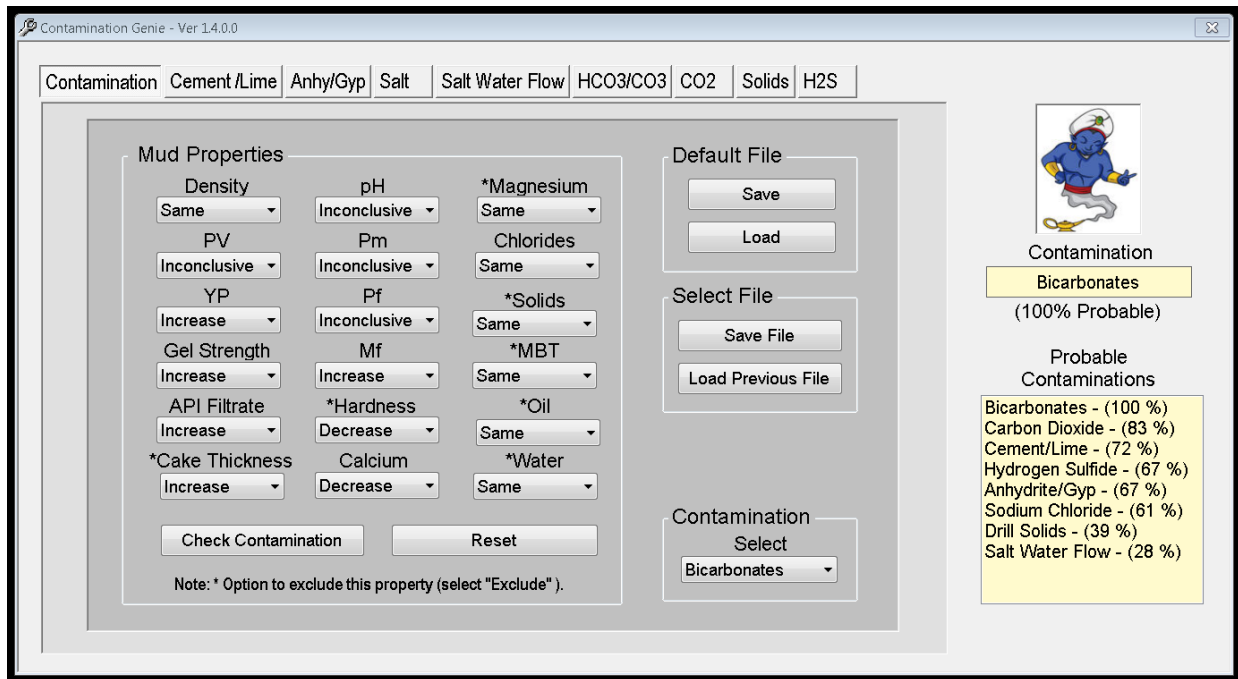 Contamination Genie - Ver 1.4.0.0
Contamination Cement /Lime Anhy/Gyp Salt Salt Water Flow HCO3/CO3 CO2 Solids H2S
Mud Properties
Density pH *Magnesium
Same Inconclusive Same
PV Pm Chlorides
Inconclusive Inconclusive Same
YP Pf *Solids
Increase Inconclusive Same
Gel Strength Mf *MBT
Increase Increase Same
API Filtrate *Hardness *Oil
Increase Decrease Same
*Cake Thickness Calcium *Water
Increase Decrease Same
Check Contamination Reset
Note: * Option to exclude this property (select "Exclude" ).
Default File
Save
Load
Select File
Save File
Load Previous File
Contamination
Select
Bicarbonates
Contamination
Bicarbonates
(100% Probable)
Probable
Contaminations
Bicarbonates - (100 %)
Carbon Dioxide - (83 %)
Cement/Lime - (72 %)
Hydrogen Sulfide - (67 %)
Anhydrite/Gyp - (67 %)
Sodium Chloride - (61 %)
Drill Solids - (39 %)
Salt Water Flow - (28 %)